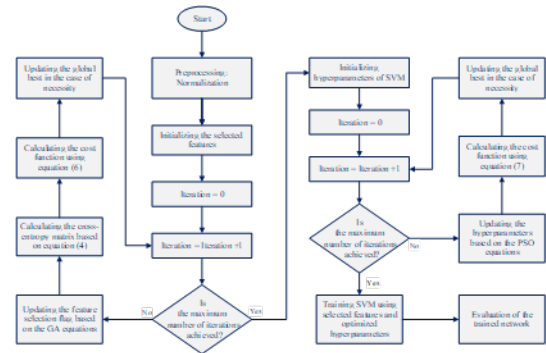 Start
Preprocessing:
Normalization
Initializing the selected
features
Iteration = 0
Iteration = Iteration +1
Is
the maximum
number of iterations
achieved?
No
Yes
Updating the feature
selection flag based
on the GA equations
Calculating the cross-
entropy matrix based
on equation (4)
Calculating the cost
function using
equation (6)
Updating the global
best in the case of
necessity
Initializing
hyperparameters of SVM
Iteration = 0
Iteration = Iteration +1
Is
the maximum
number of iterations
achieved?
No
Yes
Updating the
hyperparameters
based on the PSO
equations
Calculating the cost
function using
equation (7)
Updating the global
best in the case of
necessity
Training SVM using
selected features and
optimized
hyperparameters
Evaluation of the
trained network